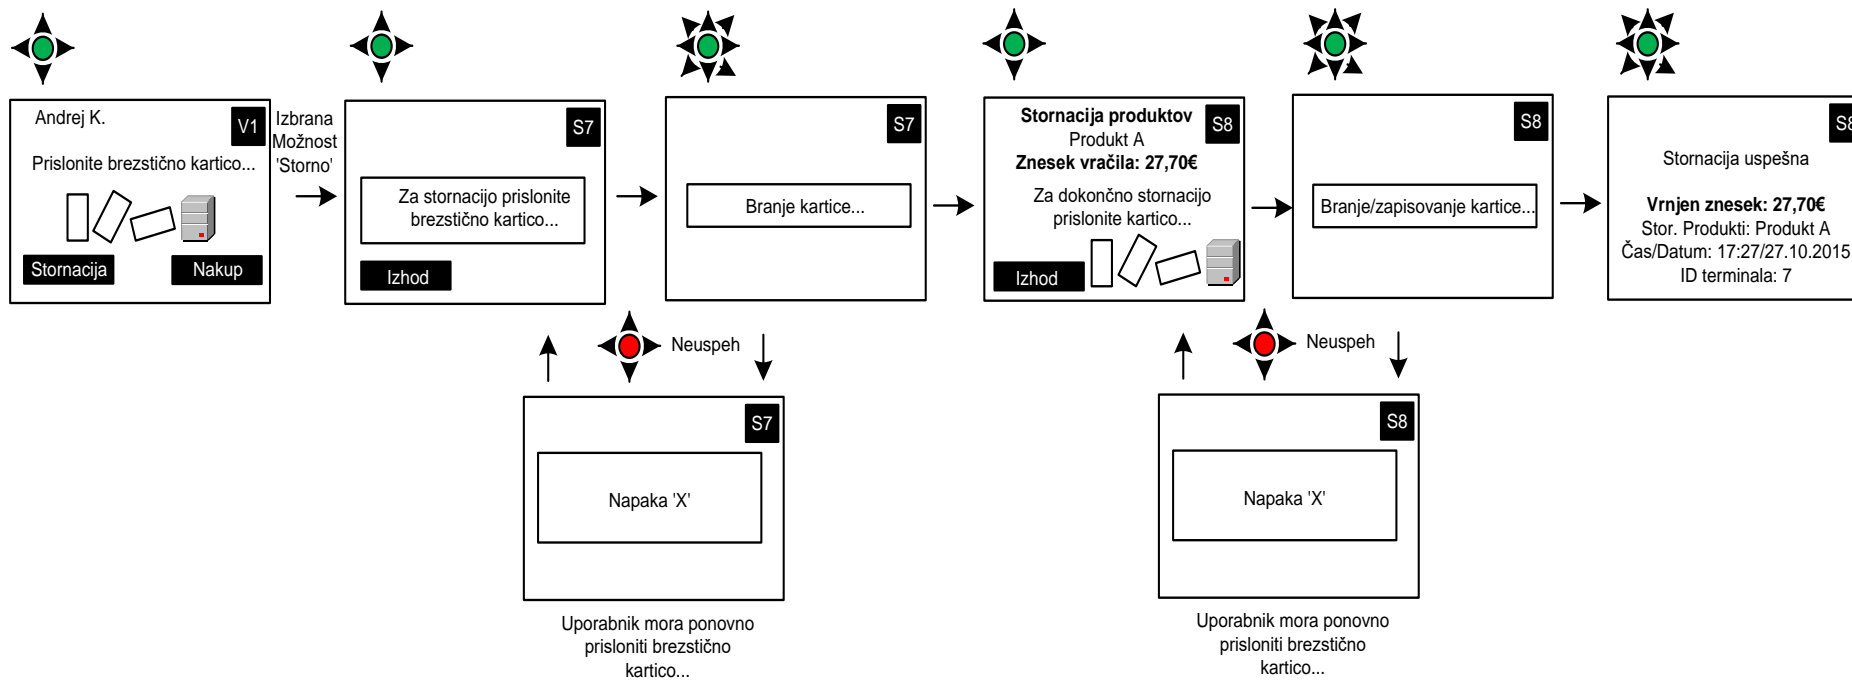 Andrej K.
V1
Prislonite brezstično kartico...
Stornacija
Nakup
Izbrana
Možnost
'Storno'
S7
Za stornacijo prislonite
brezstično kartico...
Izhod
S7
Branje kartice...
Stornacija produktov
S8
Produkt A
Znesek vračila: 27,70€
Za dokončno stornacijo
prislonite kartico...
Izhod
S8
Branje/zapisovanje kartice...
S8
Stornacija uspešna
Vrnjen znesek: 27,70€
Stor. Produkti: Produkt A
Čas/Datum: 17:27/27.10.2015
ID terminala: 7
Neuspeh
S7
Napaka 'X'
Uporabnik mora ponovno
prisloniti brezstično
kartico...
Neuspeh
S8
Napaka 'X'
Uporabnik mora ponovno
prisloniti brezstično
kartico...